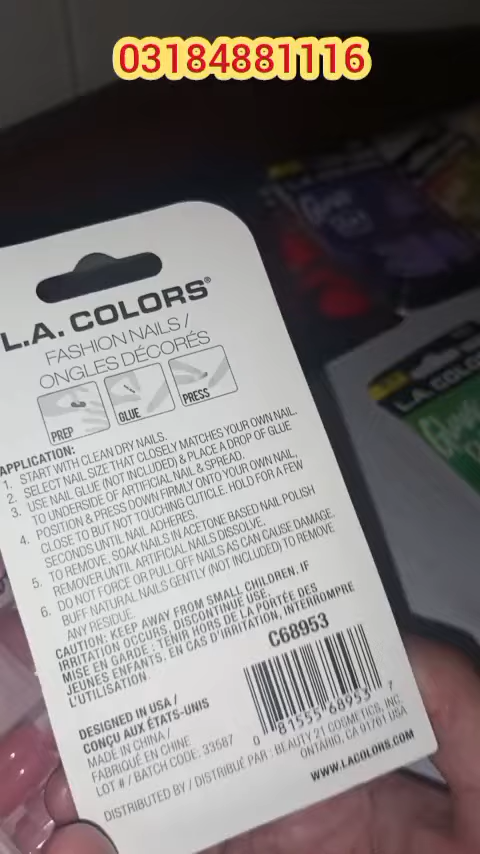 03184881116
L.A. COLORS®
FASHION NAILS /
ONGLES DÉCORÉS
PREP
GLUE
PRESS
APPLICATION:
1. START WITH CLEAN DRY NAILS.
2. SELECT NAIL SIZE THAT CLOSELY MATCHES YOUR OWN NAIL.
3. USE NAIL GLUE (NOT INCLUDED) & PLACE A DROP OF GLUE
TO UNDERSIDE OF ARTIFICIAL NAIL & SPREAD.
4. POSITION & PRESS DOWN FIRMLY ONTO YOUR OWN NAIL,
CLOSE TO BUT NOT TOUCHING CUTICLE. HOLD FOR A FEW
SECONDS UNTIL NAIL ADHERES.
5. TO REMOVE, SOAK NAILS IN ACETONE BASED NAIL POLISH
REMOVER UNTIL ARTIFICIAL NAILS DISSOLVE.
6. DO NOT FORCE OR PULL OFF NAILS AS CAN CAUSE DAMAGE.
BUFF NATURAL NAILS GENTLY (NOT INCLUDED) TO REMOVE
ANY RESIDUE.
CAUTION: KEEP AWAY FROM SMALL CHILDREN. IF
IRRITATION OCCURS, DISCONTINUE USE.
MISE EN GARDE : TENIR HORS DE LA PORTÉE DES
JEUNES ENFANTS, EN CAS D'IRRITATION, INTERROMPRE
L'UTILISATION.
C68953
0 81555 68953 7
DESIGNED IN USA /
CONÇU AUX ÉTATS-UNIS
MADE IN CHINA /
FABRIQUÉ EN CHINE
LOT # / BATCH CODE: 33587
DISTRIBUTED BY / DISTRIBUÉ PAR : BEAUTY 21 COSMETICS, INC.
ONTARIO, CA 91761 USA
WWW.LACOLORS.COM
L.A. COLO